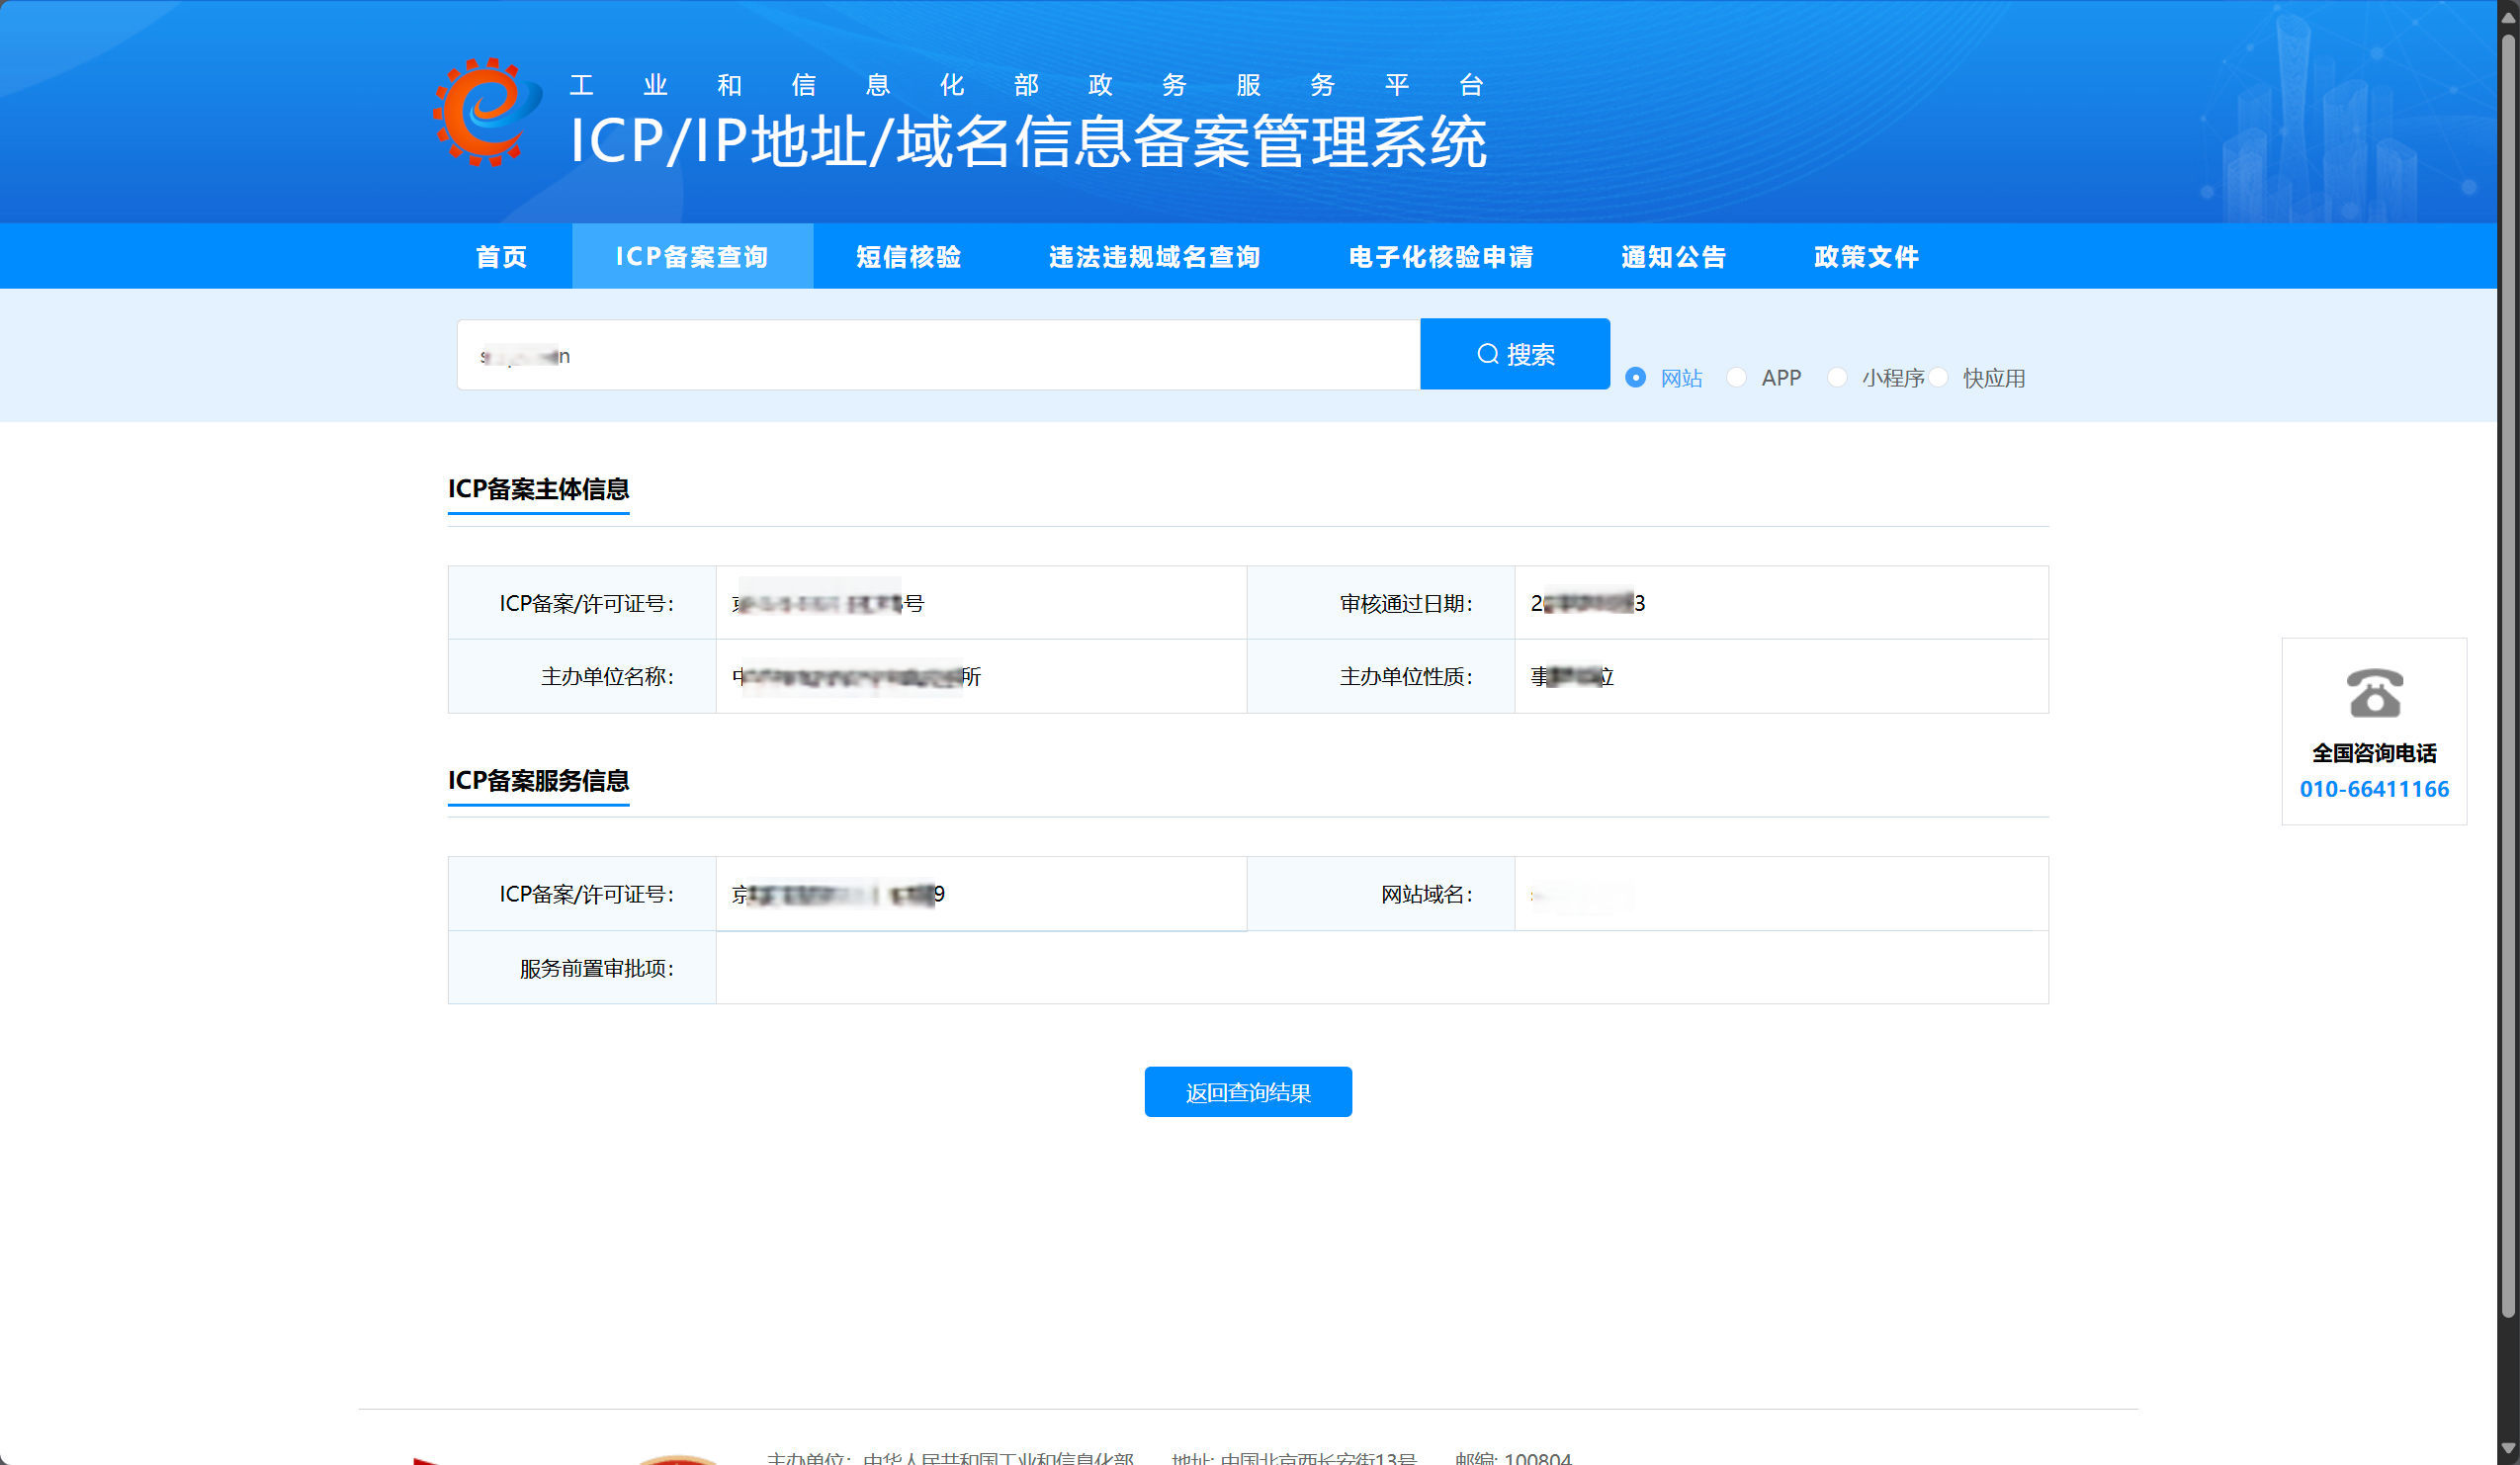 工业和信息化部政务服务平台
ICP/IP地址/域名信息备案管理系统
首页 ICP备案查询 短信核验 违法违规域名查询 电子化核验申请 通知公告 政策文件
搜索 网站 APP 小程序 快应用
ICP备案主体信息
ICP备案/许可证号： 号 审核通过日期： 2 3
主办单位名称： 所 主办单位性质：
全国咨询电话
010-66411166
ICP备案服务信息
ICP备案/许可证号： 京 9 网站域名：
服务前置审批项：
返回查询结果
主办单位：中华人民共和国工业和信息化部 地址: 中国北京西长安街13号 邮编: 100804